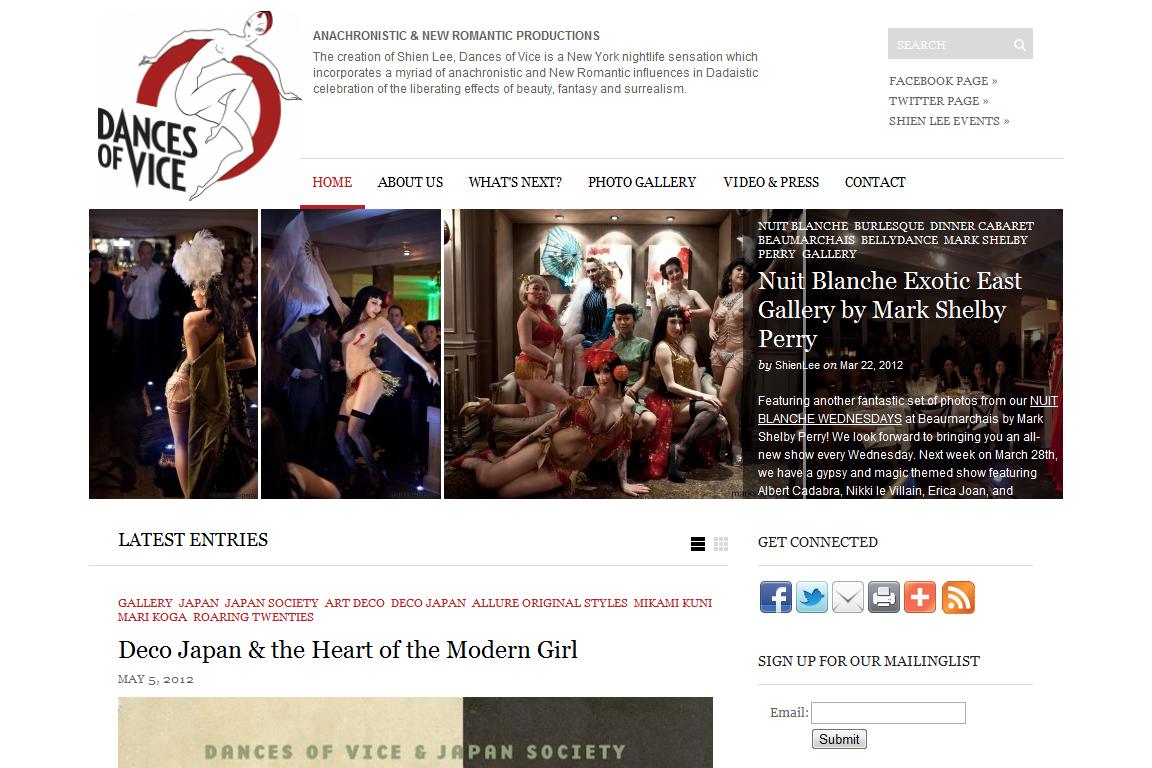 DANCES
OF VICE
ANACHRONISTIC & NEW ROMANTIC PRODUCTIONS
The creation of Shien Lee, Dances of Vice is a New York nightlife sensation which
incorporates a myriad of anachronistic and New Romantic influences in Dadaistic
celebration of the liberating effects of beauty, fantasy and surrealism.
SEARCH
FACEBOOK PAGE »
TWITTER PAGE »
SHIEN LEE EVENTS »
HOME ABOUT US WHAT'S NEXT? PHOTO GALLERY VIDEO & PRESS CONTACT
NUIT BLANCHE BURLESQUE DINNER CABARET
BEAUMARCHAIS BELLYDANCE MARK SHELBY
PERRY GALLERY
Nuit Blanche Exotic East
Gallery by Mark Shelby
Perry
by ShienLee on Mar 22, 2012
Featuring another fantastic set of photos from our NUIT
BLANCHE WEDNESDAYS at Beaumarchais by Mark
Shelby Perry! We look forward to bringing you an all-
new show every Wednesday. Next week on March 28th,
we have a gypsy and magic themed show featuring
Albert Cadabra, Nikki le Villain, Erica Joan, and
LATEST ENTRIES
GALLERY JAPAN JAPAN SOCIETY ART DECO DECO JAPAN ALLURE ORIGINAL STYLES MIKAMI KUNI
MARI KOGA ROARING TWENTIES
Deco Japan & the Heart of the Modern Girl
MAY 5, 2012
DANCES OF VICE & JAPAN SOCIETY
GET CONNECTED
SIGN UP FOR OUR MAILINGLIST
Email:
Submit